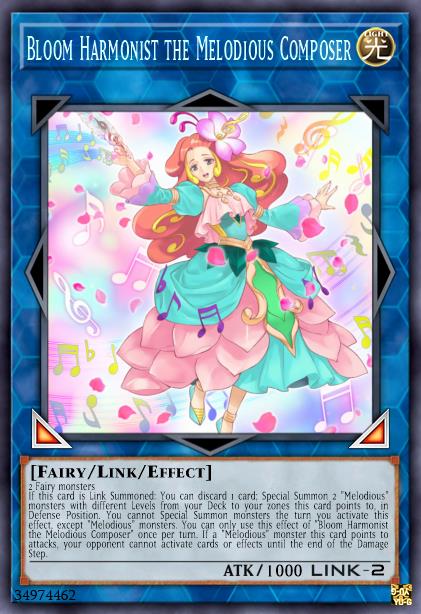 Bloom Harmonist the Melodious Composer
LIGHT
光
[Fairy/Link/Effect]
2 Fairy monsters
If this card is Link Summoned: You can discard 1 card; Special Summon 2 "Melodious"
monsters with different Levels from your Deck to your zones this card points to, in
Defense Position. You cannot Special Summon monsters the turn you activate this
effect, except "Melodious" monsters. You can only use this effect of "Bloom Harmonist
the Melodious Composer" once per turn. If a "Melodious" monster this card points to
attacks, your opponent cannot activate cards or effects until the end of the Damage
Step.
ATK/1000 LINK-2
34974462